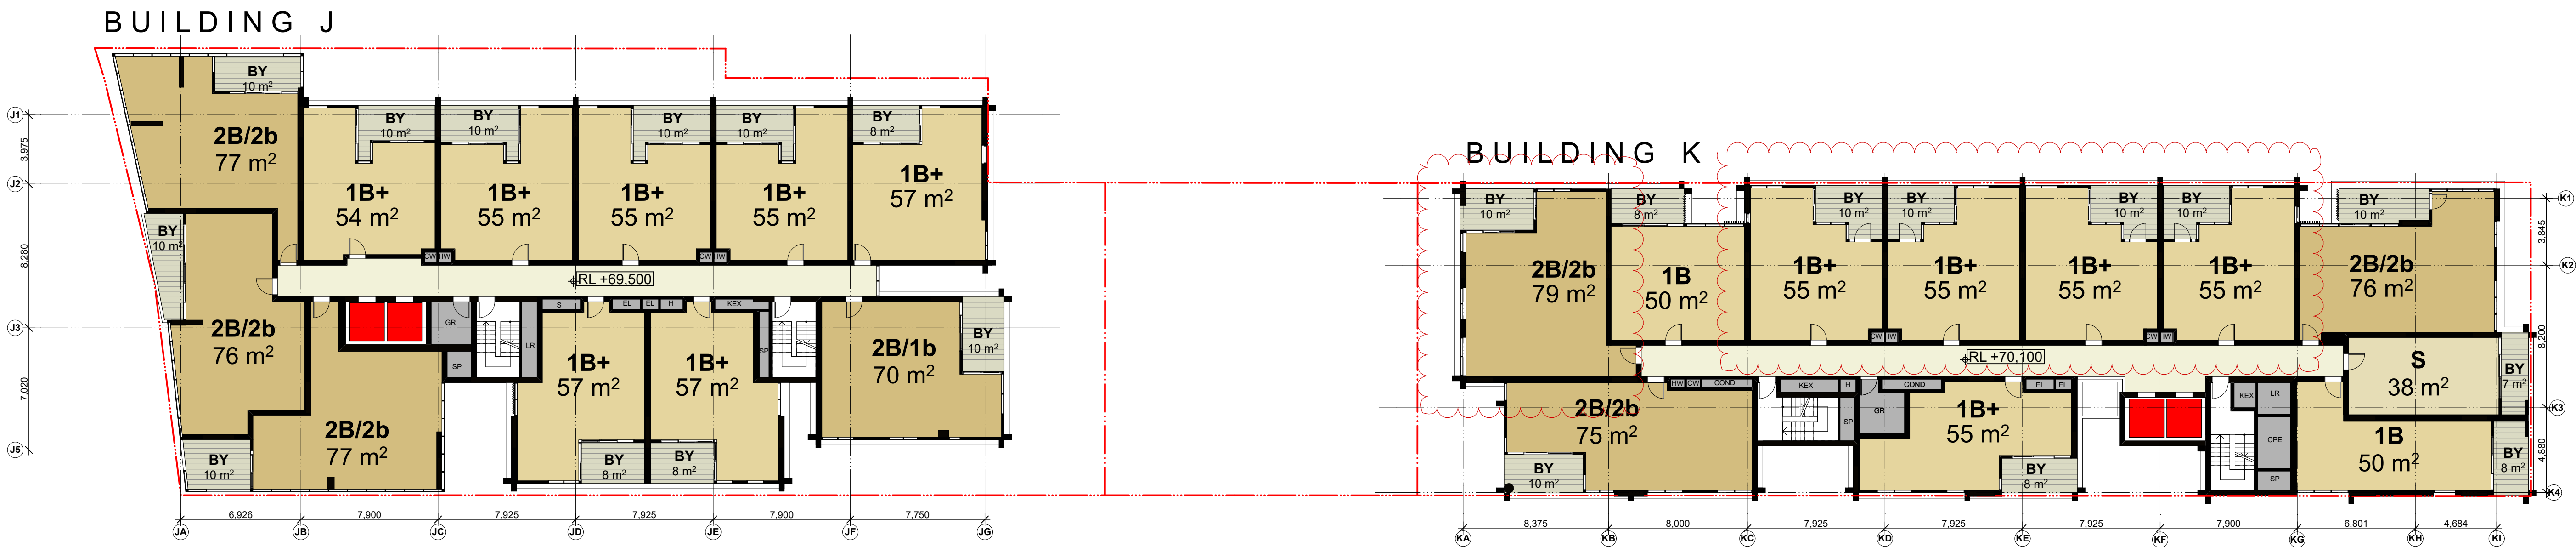 BUILDING J
BY
10 m²
2B/2b
77 m²
BY
10 m²
1B+
54 m²
BY
10 m²
1B+
55 m²
BY
10 m²
1B+
55 m²
BY
10 m²
1B+
55 m²
BY
8 m²
1B+
57 m²
CW HW
CW HW
RL +69,500
BY
10 m²
2B/2b
76 m²
2B/2b
77 m²
BY
10 m²
GR
SP
LR
S
EL EL H
KEX
SP
1B+
57 m²
BY
8 m²
1B+
57 m²
BY
8 m²
2B/1b
70 m²
BY
10 m²
J1
3,975
J2
8,280
J3
7,020
J5
6,926
7,900
7,925
7,925
7,900
7,750
JA
JB
JC
JD
JE
JF
JG
BUILDING K
BY
10 m²
2B/2b
79 m²
BY
8 m²
1B
50 m²
BY
10 m²
1B+
55 m²
BY
10 m²
1B+
55 m²
BY
10 m²
1B+
55 m²
BY
10 m²
1B+
55 m²
BY
10 m²
2B/2b
76 m²
CW HW
CW HW
RL +70,100
S
38 m²
BY
7 m²
2B/2b
75 m²
BY
10 m²
HW CW COND
KEX
H
SP
GR
COND
EL EL
1B+
55 m²
BY
8 m²
KEX
LR
CPE
SP
1B
50 m²
BY
8 m²
K1
3,845
K2
8,200
K3
4,880
K4
8,375
8,000
7,925
7,925
7,925
7,900
6,801
4,684
KA
KB
KC
KD
KE
KF
KG
KH
KI